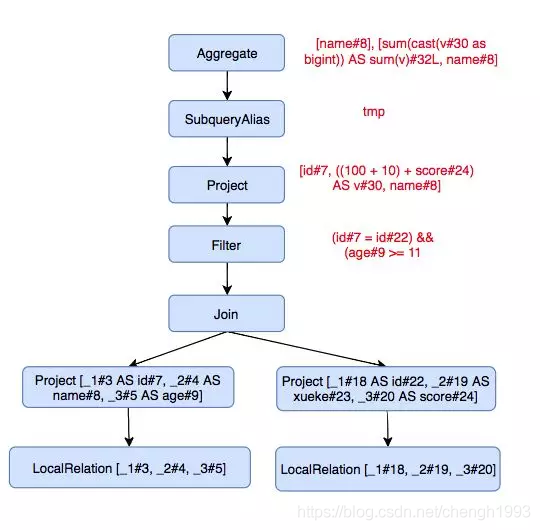 Aggregate
[name#8], [sum(cast(v#30 as
bigint)) AS sum(v)#32L, name#8]
SubqueryAlias
tmp
Project
[id#7, ((100 + 10) + score#24)
AS v#30, name#8]
Filter
(id#7 = id#22) &&
(age#9 >= 11
Join
Project [_1#3 AS id#7, _2#4 AS
name#8, _3#5 AS age#9]
Project [_1#18 AS id#22, _2#19 AS
xueke#23, _3#20 AS score#24]
LocalRelation [_1#3, _2#4, _3#5]
LocalRelation [_1#18, _2#19, _3#20]
https://blog.csdn.net/chengh1993